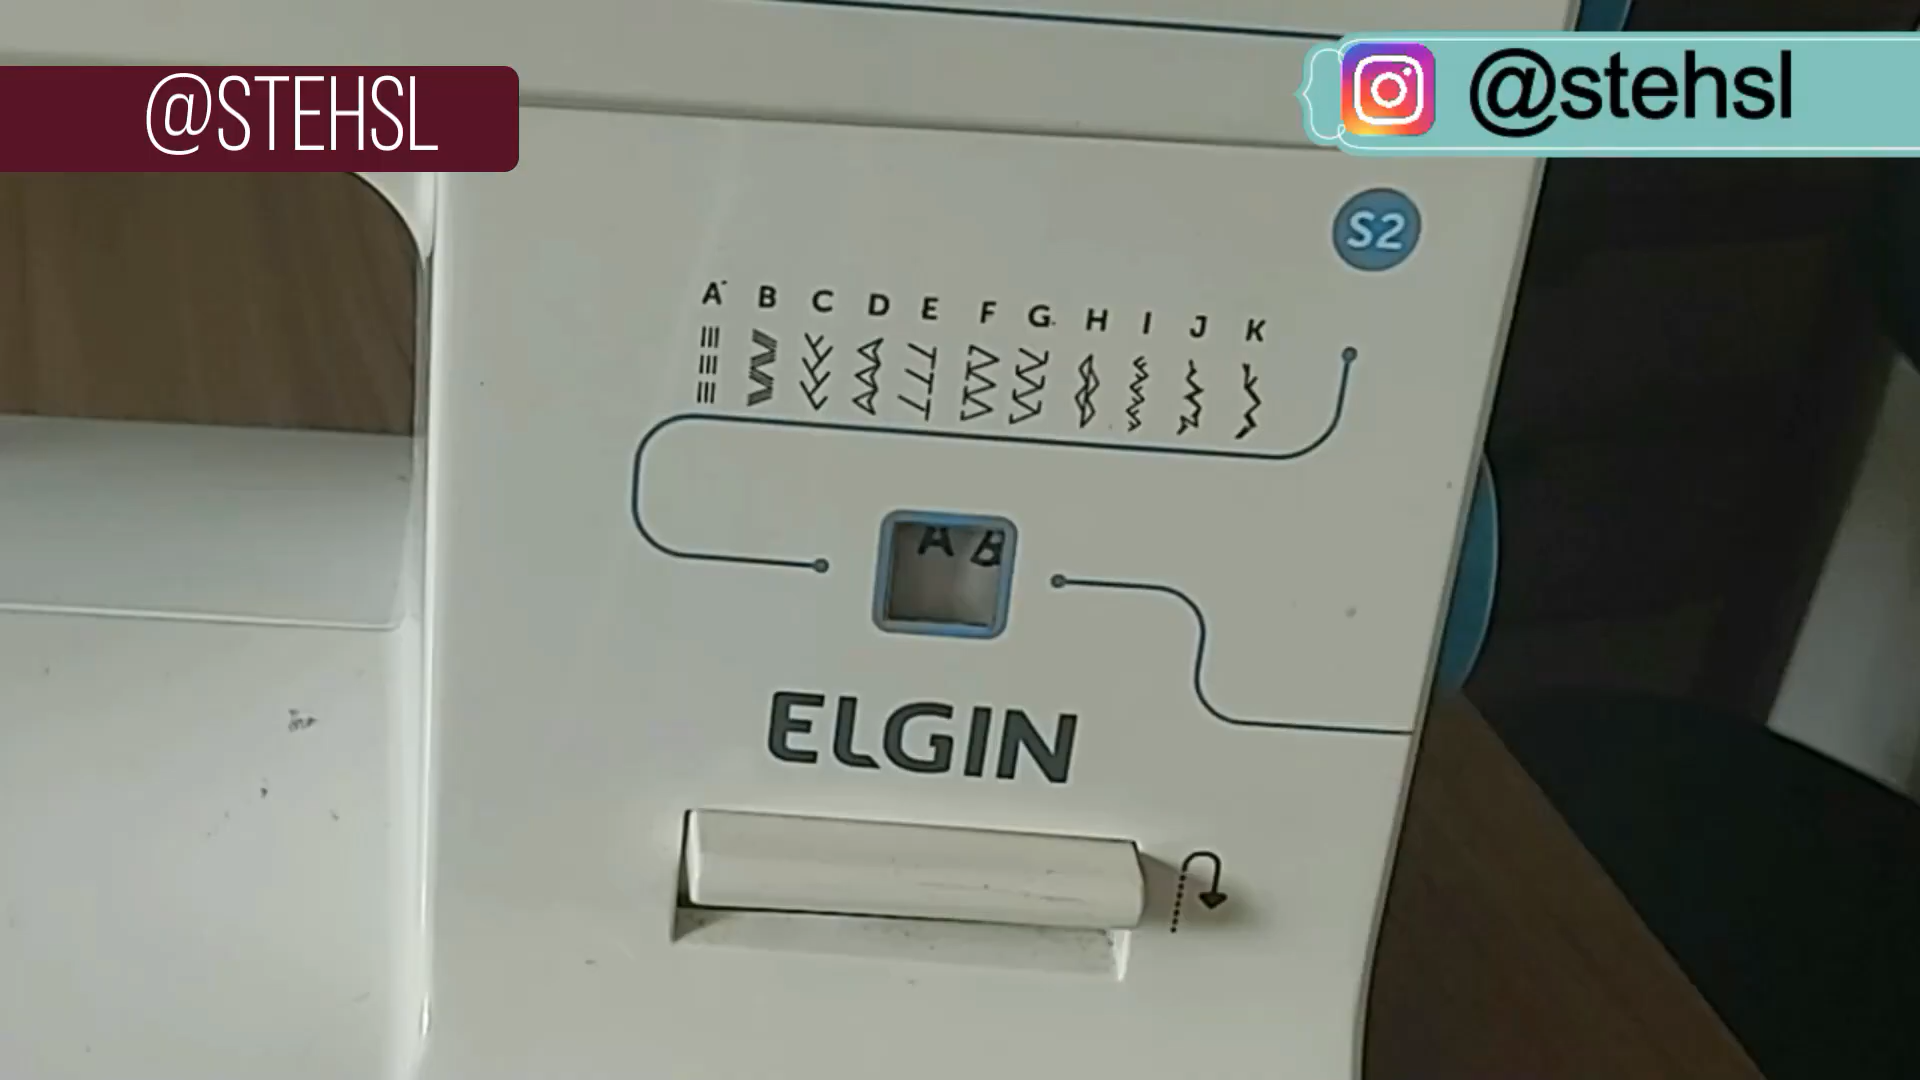 @STEHSL
@stehsl
S2
A B C D E F G H I J K
A B
ELGIN